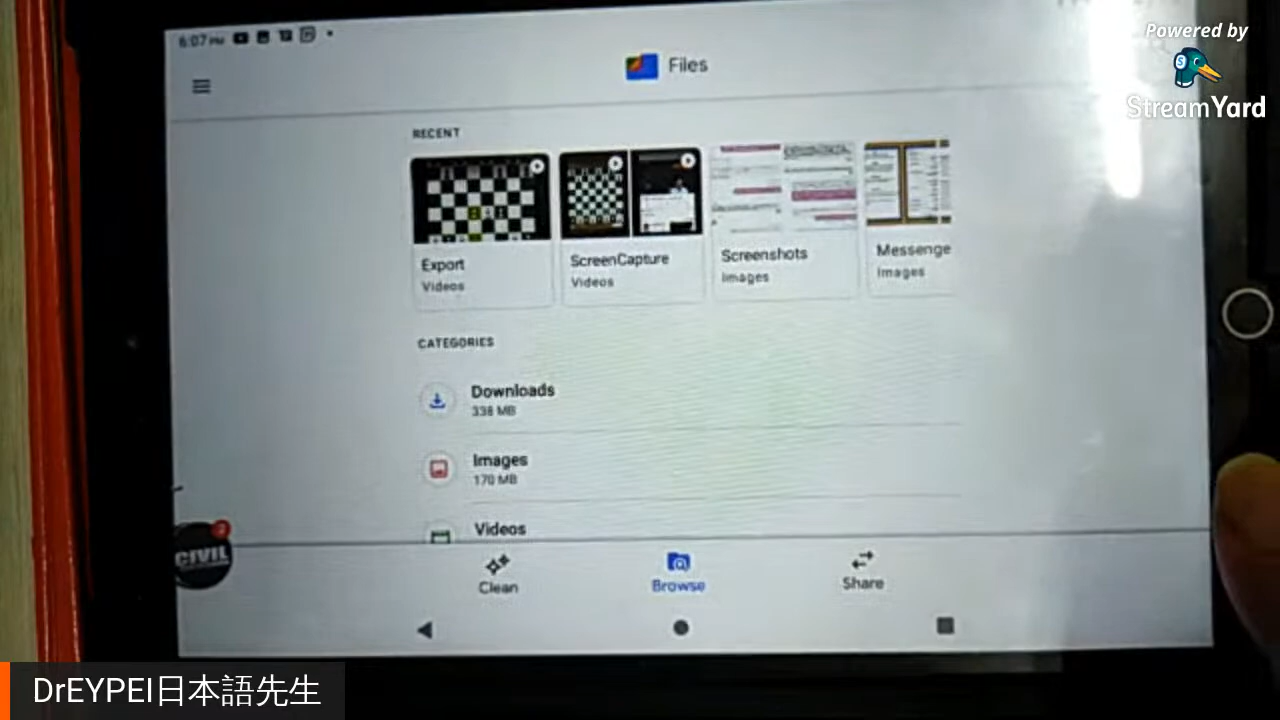 Powered by
StreamYard
6:07 PM
Files
RECENT
Export
Videos
ScreenCapture
Videos
Screenshots
Images
Messenge
Images
CATEGORIES
Downloads
338 MB
Images
170 MB
Videos
CIVIL
Clean
Browse
Share
DrEYPEI日本語先生